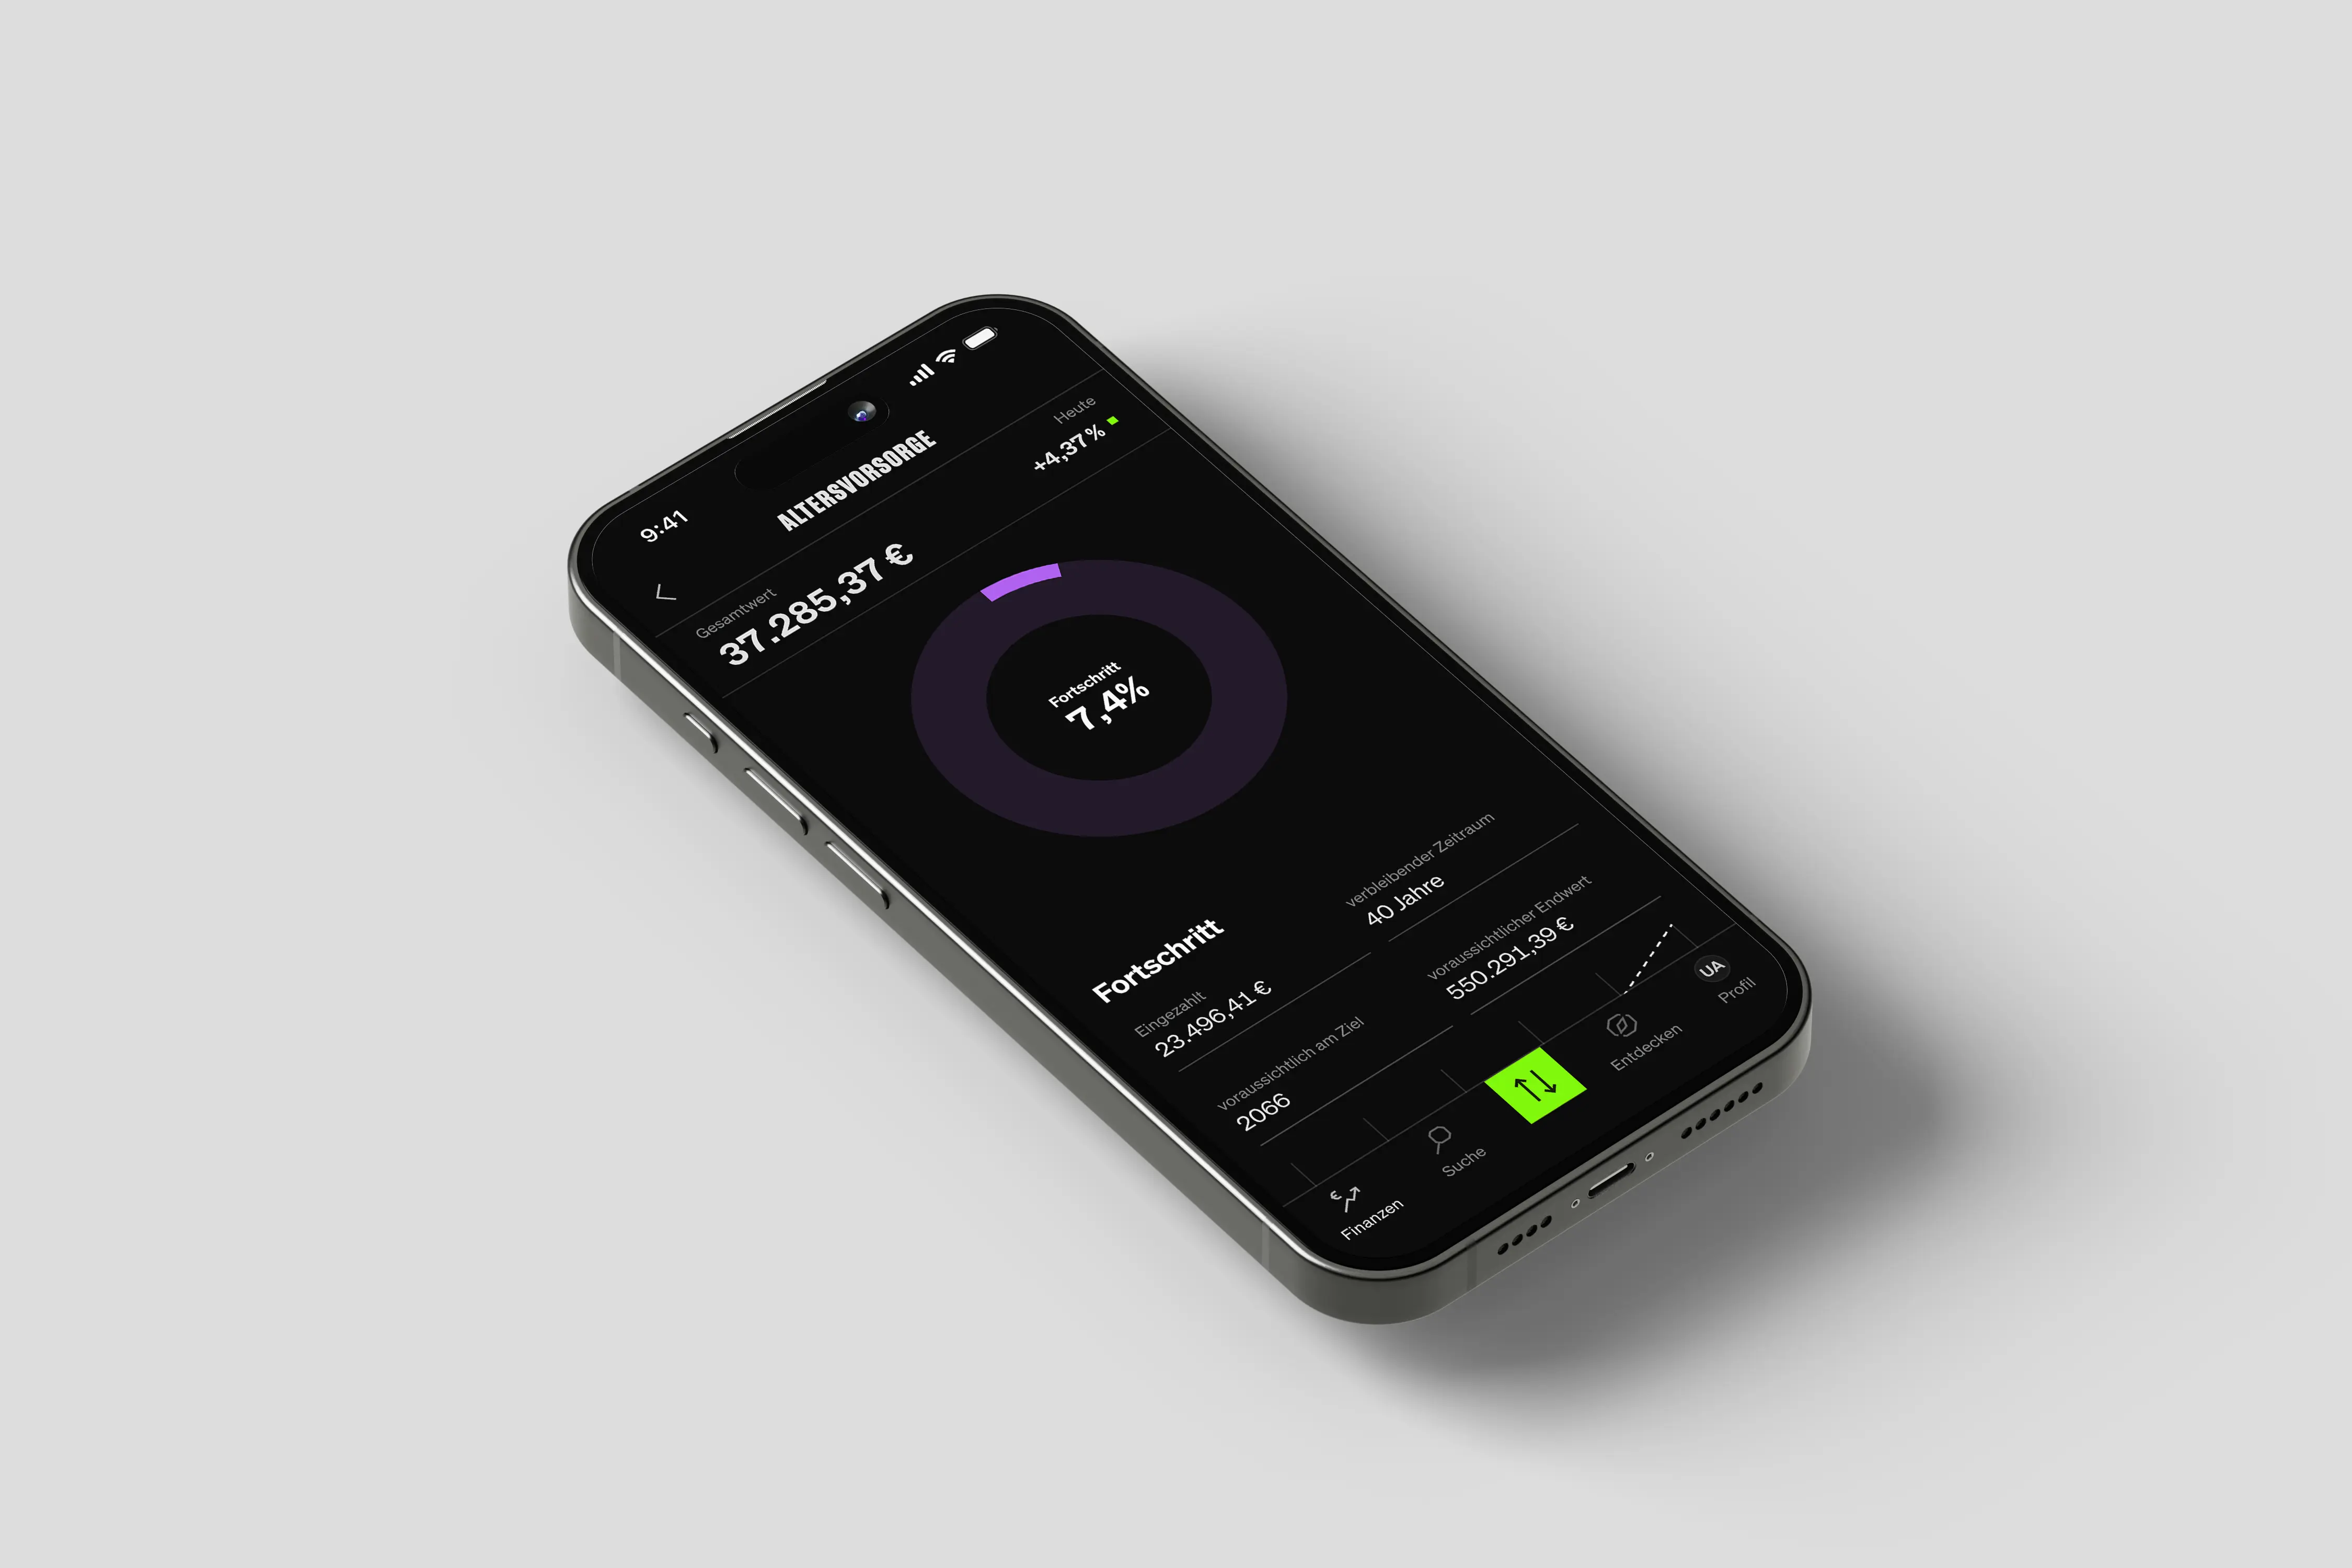 9:41
ALTERSVORSORGE
Gesamtwert
37.285,37 €
Heute
+4,37%
Fortschritt
7,4%
Fortschritt
Eingezahlt
23.496,41 €
verbleibender Zeitraum
40 Jahre
voraussichtlich am Ziel
2066
voraussichtlicher Endwert
550.291,39 €
Finanzen
Suche
Entdecken
UA
Profil